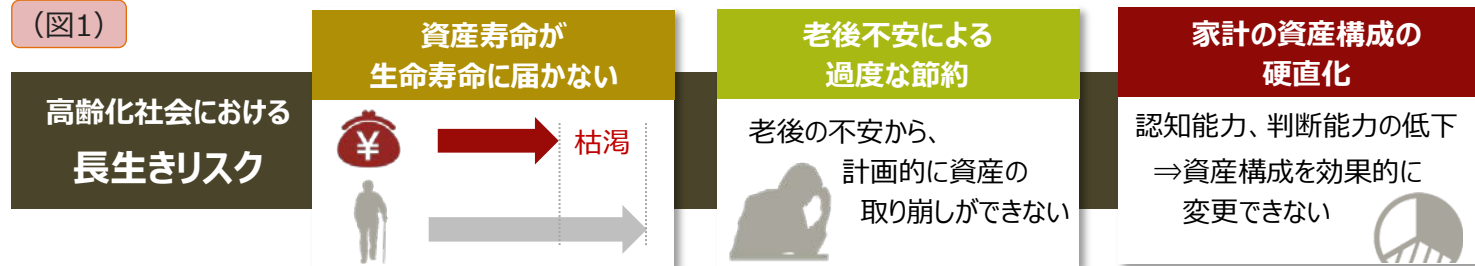 （図1）
高齢化社会における
長生きリスク
資産寿命が
生命寿命に届かない
¥
枯渇
老後不安による
過度な節約
老後の不安から、
計画的に資産の
取り崩しができない
家計の資産構成の
硬直化
認知能力、判断能力の低下
⇒資産構成を効果的に
変更できない